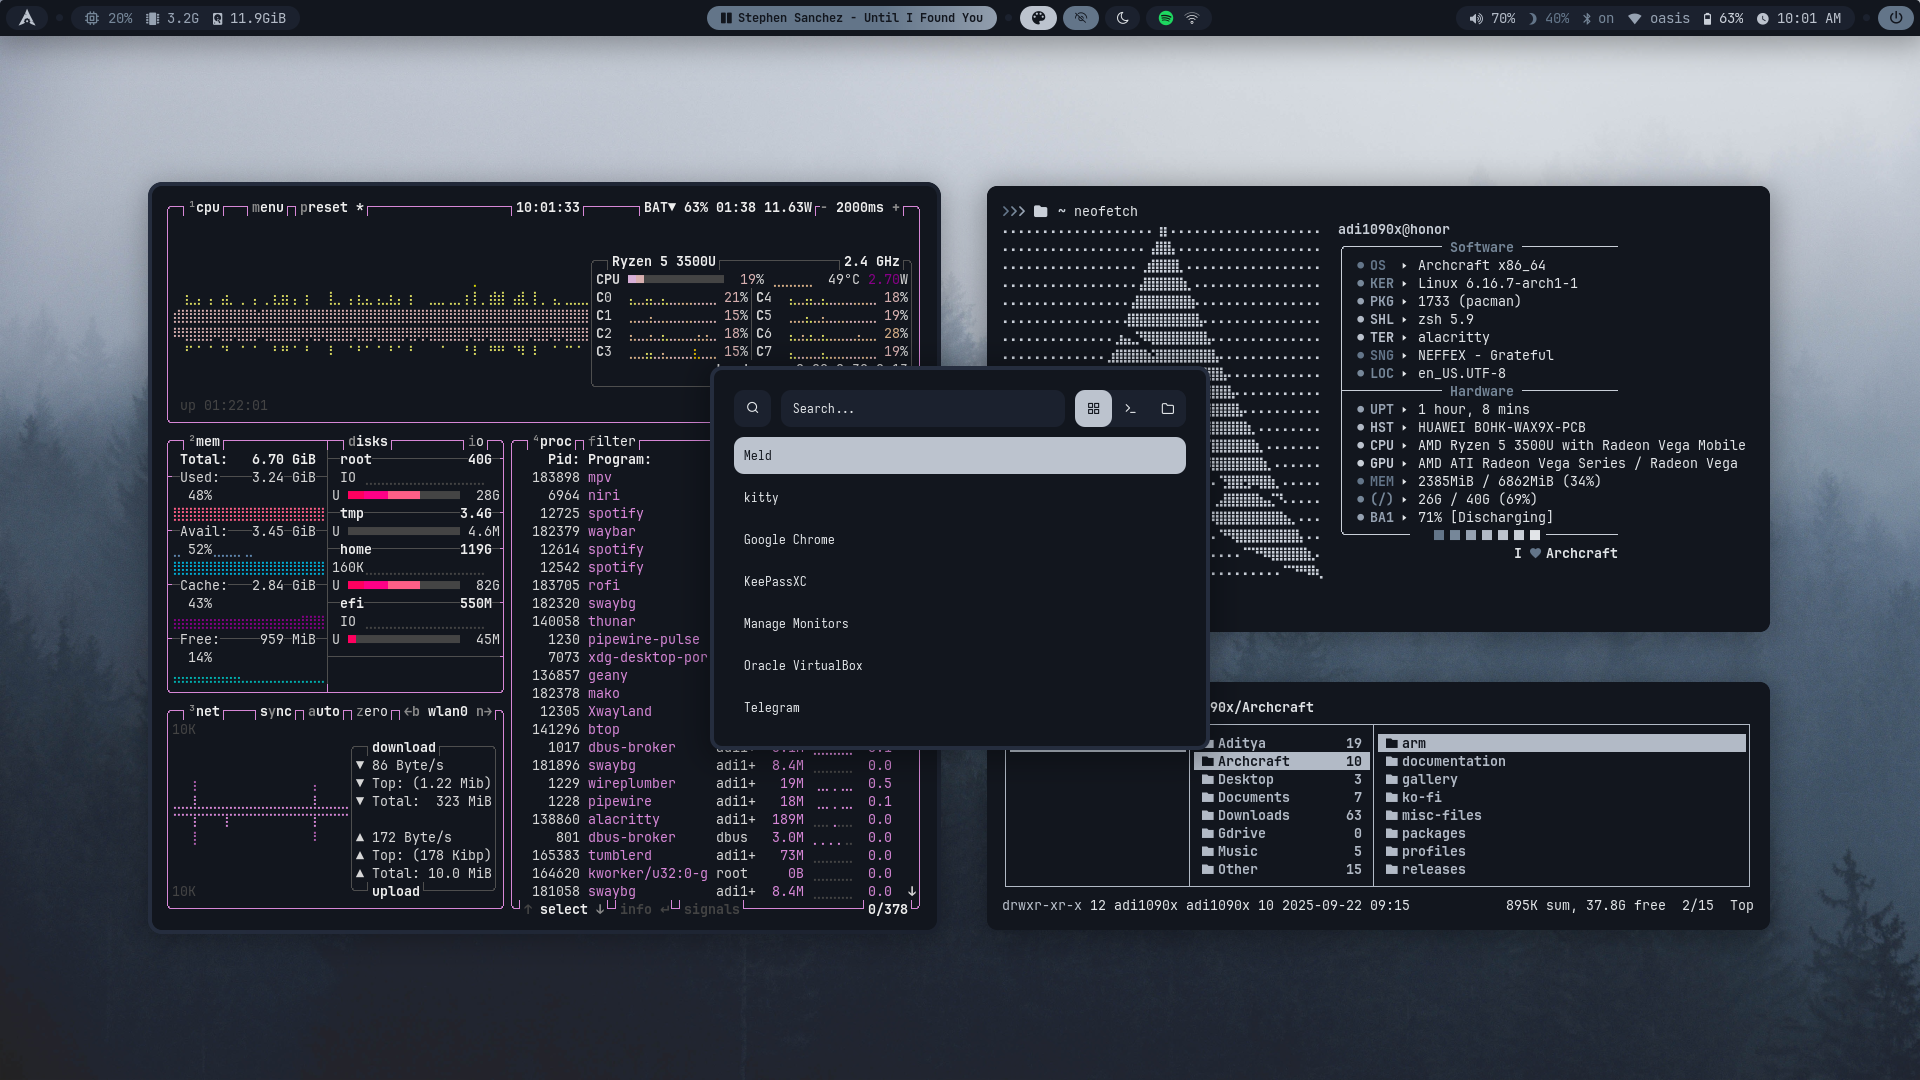 20% 3.2G 11.9GiB
Stephen Sanchez - Until I Found You
70% 40% on oasis 63% 10:01 AM
1cpu menu preset * 10:01:33 BAT▼ 63% 01:38 11.63W - 2000ms +
Ryzen 5 3500U 2.4 GHz
CPU 19% 49°C 2.70W
C0 21% C4 18%
C1 15% C5 19%
C2 18% C6 28%
C3 15% C7 19%
up 01:22:01
2mem disks io
Total: 6.70 GiB
Used: 3.24 GiB
48%
Avail: 3.45 GiB
52%
Cache: 2.84 GiB
43%
Free: 959 MiB
14%
root 40G
IO
U 28G
tmp 3.4G
U 4.6M
home 119G
160K
U 82G
efi 550M
IO
U 45M
3net sync auto zero ←b wlan0 n→
10K
download
▼ 86 Byte/s
▼ Top: (1.22 Mib)
▼ Total: 323 MiB
▲ 172 Byte/s
▲ Top: (178 Kibp)
▲ Total: 10.0 MiB
upload
10K
4proc filter
Pid: Program:
183898 mpv
6964 niri
12725 spotify
182379 waybar
12614 spotify
12542 spotify
183705 rofi
182320 swaybg
140058 thunar
1230 pipewire-pulse
7073 xdg-desktop-por
136857 geany
182378 mako
12305 Xwayland
141296 btop
1017 dbus-broker
181896 swaybg adi1+ 8.4M 0.0
1229 wireplumber adi1+ 19M 0.5
1228 pipewire adi1+ 18M 0.1
138860 alacritty adi1+ 189M 0.0
801 dbus-broker dbus 3.0M 0.0
165383 tumblerd adi1+ 73M 0.0
164620 kworker/u32:0-g root 0B 0.0
181058 swaybg adi1+ 8.4M 0.0 ↓
↑ select ↓ info ↵ signals 0/378
Search...
Meld
kitty
Google Chrome
KeePassXC
Manage Monitors
Oracle VirtualBox
Telegram
~ neofetch
adi1090x@honor
Software
OS Archcraft x86_64
KER Linux 6.16.7-arch1-1
PKG 1733 (pacman)
SHL zsh 5.9
TER alacritty
SNG NEFFEX - Grateful
LOC en_US.UTF-8
Hardware
UPT 1 hour, 8 mins
HST HUAWEI BOHK-WAX9X-PCB
CPU AMD Ryzen 5 3500U with Radeon Vega Mobile
GPU AMD ATI Radeon Vega Series / Radeon Vega
MEM 2385MiB / 6862MiB (34%)
(/) 26G / 40G (69%)
BA1 71% [Discharging]
I ♥ Archcraft
90x/Archcraft
Aditya 19
Archcraft 10
Desktop 3
Documents 7
Downloads 63
Gdrive 0
Music 5
Other 15
arm
documentation
gallery
ko-fi
misc-files
packages
profiles
releases
drwxr-xr-x 12 adi1090x adi1090x 10 2025-09-22 09:15 895K sum, 37.8G free 2/15 Top